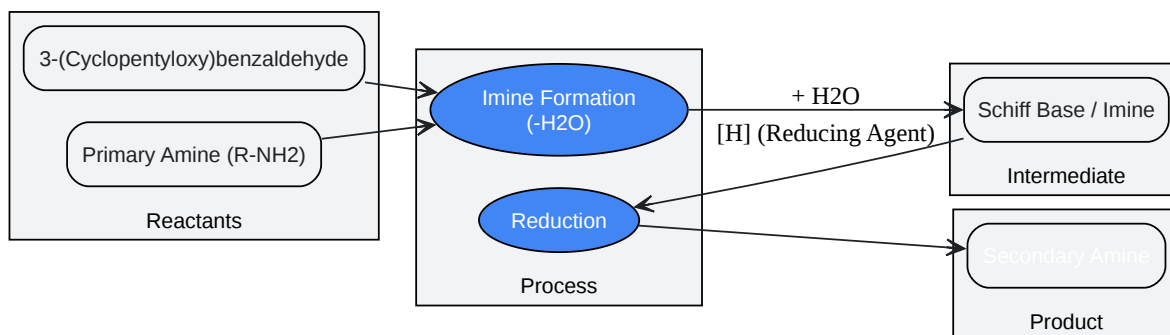 3-(Cyclopentyloxy)benzaldehyde
Primary Amine (R-NH2)
Reactants
Imine Formation
(-H2O)
Reduction
Process
+ H2O
[H] (Reducing Agent)
Schiff Base / Imine
Intermediate
Secondary Amine
Product